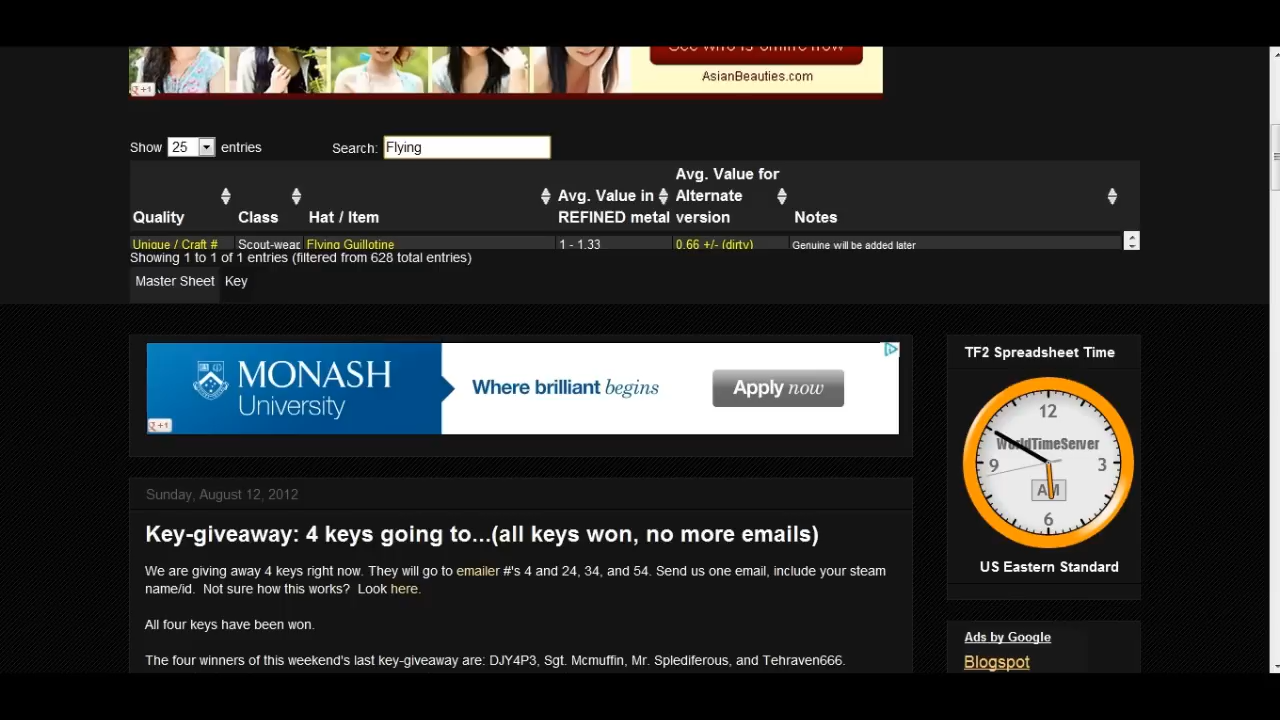 See who is online now
AsianBeauties.com
+1
Show 25 entries Search: Flying
Quality Class Hat / Item Avg. Value in REFINED metal Avg. Value for Alternate version Notes
Unique / Craft # Scout-weap Flying Guillotine 1 - 1.33 0.66 +/- (dirty) Genuine will be added later
Showing 1 to 1 of 1 entries (filtered from 628 total entries)
Master Sheet Key
MONASH University
Where brilliant begins
Apply now
+1
TF2 Spreadsheet Time
12
WorldTimeServer
9 3
AM
6
US Eastern Standard
Sunday, August 12, 2012
Key-giveaway: 4 keys going to...(all keys won, no more emails)
We are giving away 4 keys right now. They will go to emailer #'s 4 and 24, 34, and 54. Send us one email, include your steam
name/id. Not sure how this works? Look here.
All four keys have been won.
The four winners of this weekend's last key-giveaway are: DJY4P3, Sgt. Mcmuffin, Mr. Splediferous, and Tehraven666.
Ads by Google
Blogspot